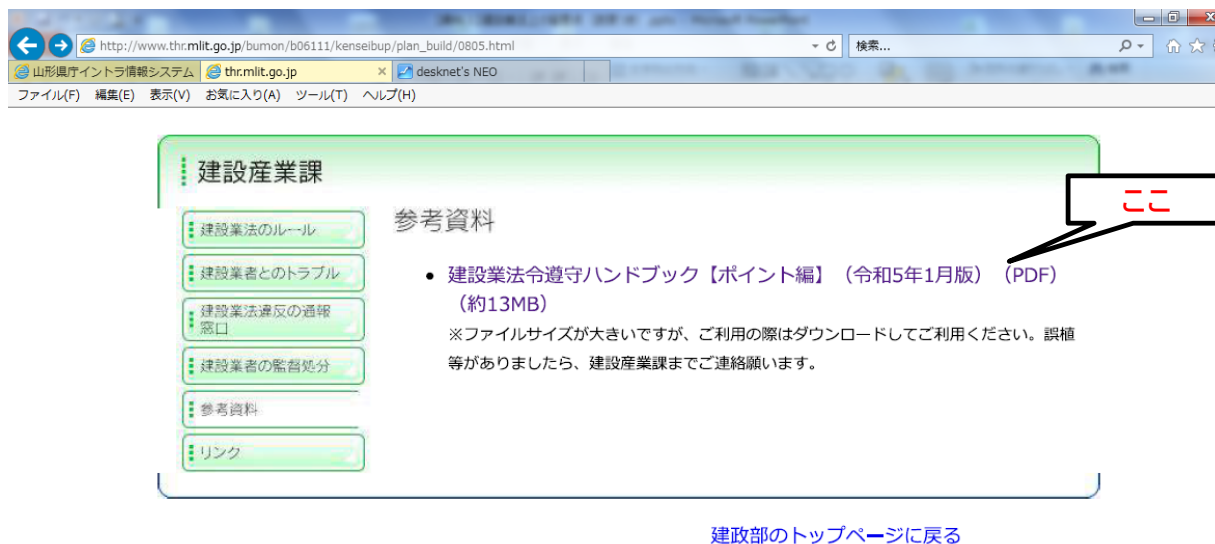 http://www.thr.mlit.go.jp/bumon/b06111/kenseibup/plan_build/0805.html
検索...
山形県庁イントラ情報システム
thr.mlit.go.jp
desknet's NEO
ファイル(F) 編集(E) 表示(V) お気に入り(A) ツール(T) ヘルプ(H)
建設産業課
建設業法のルール
建設業者とのトラブル
建設業法違反の通報
窓口
建設業者の監督処分
参考資料
リンク
参考資料
ここ
• 建設業法令遵守ハンドブック【ポイント編】（令和5年1月版）（PDF）
（約13MB）
※ファイルサイズが大きいですが、ご利用の際はダウンロードしてご利用ください。誤植
等がありましたら、建設産業課までご連絡願います。
建政部のトップページに戻る